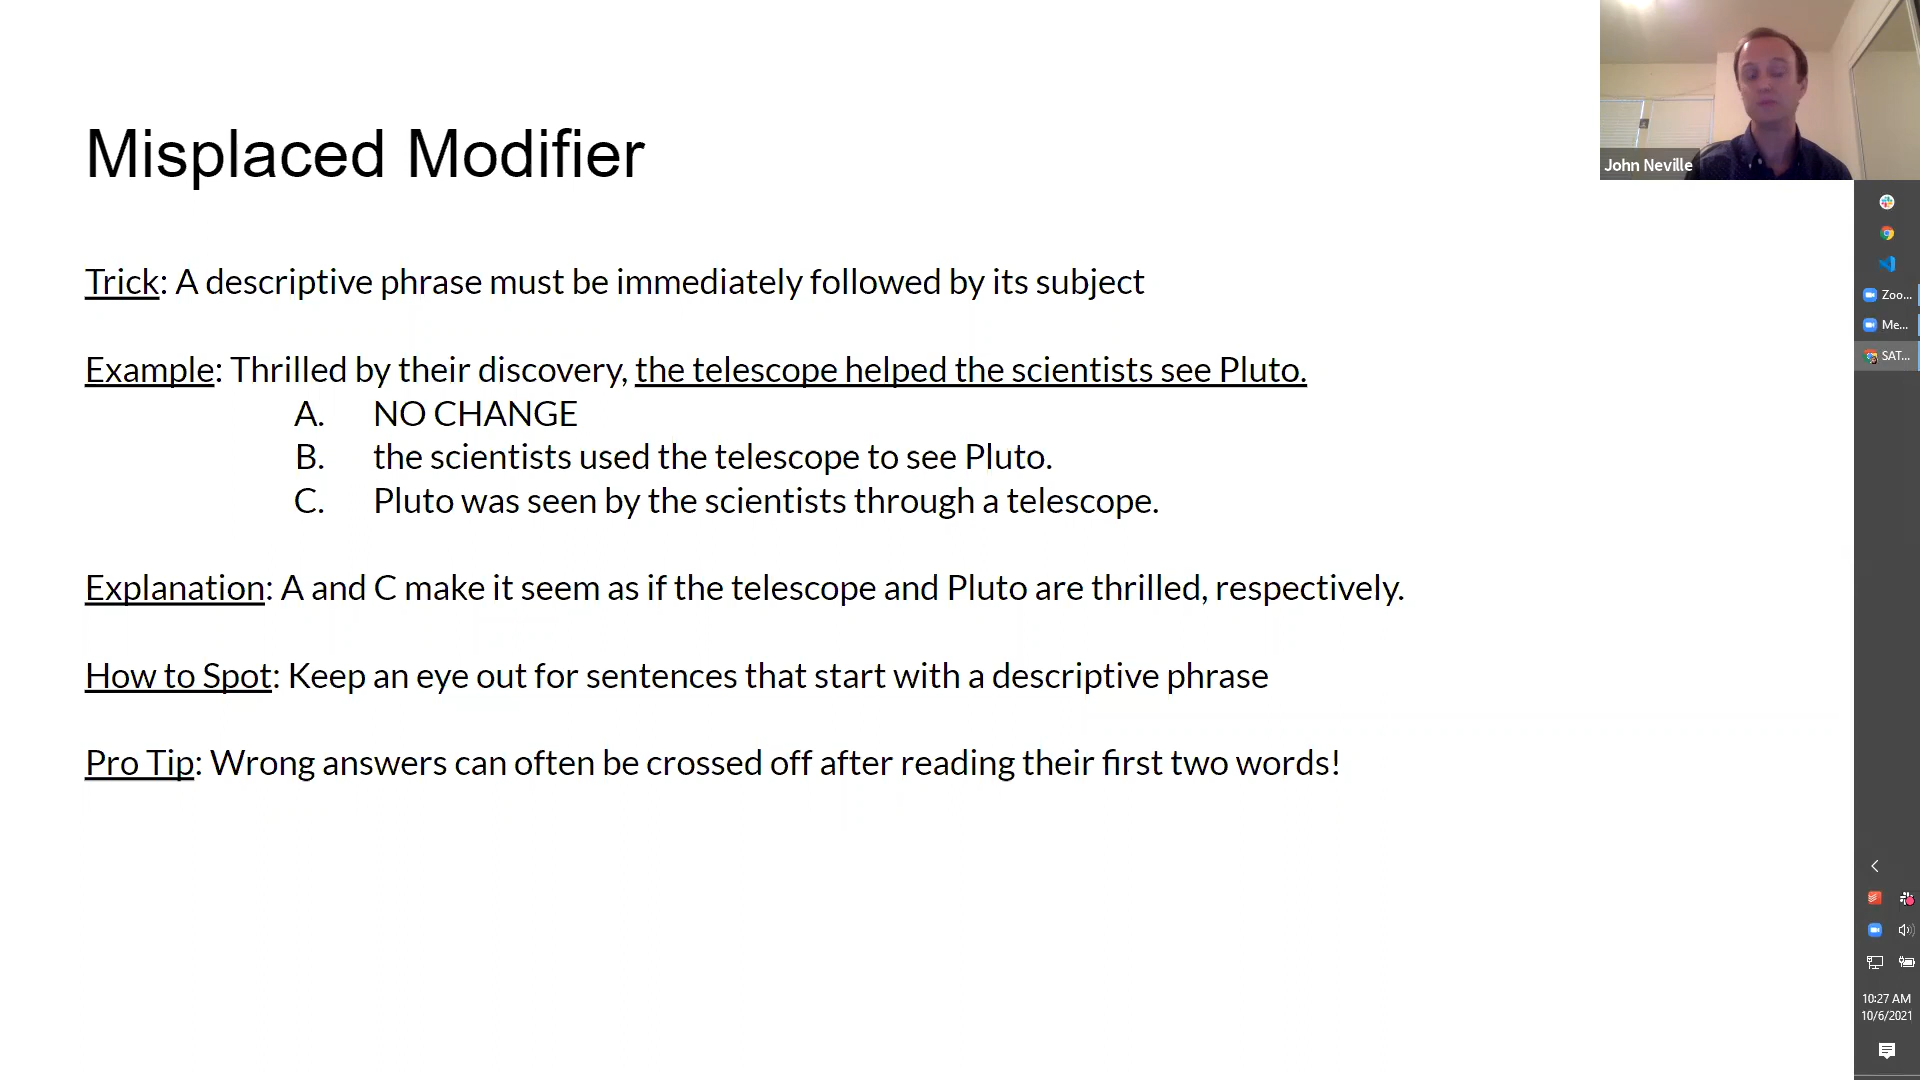 Misplaced Modifier
Trick: A descriptive phrase must be immediately followed by its subject
Example: Thrilled by their discovery, the telescope helped the scientists see Pluto.
A. NO CHANGE
B. the scientists used the telescope to see Pluto.
C. Pluto was seen by the scientists through a telescope.
Explanation: A and C make it seem as if the telescope and Pluto are thrilled, respectively.
How to Spot: Keep an eye out for sentences that start with a descriptive phrase
Pro Tip: Wrong answers can often be crossed off after reading their first two words!
John Neville
Zoo...
Me...
SAT...
10:27 AM
10/6/2021